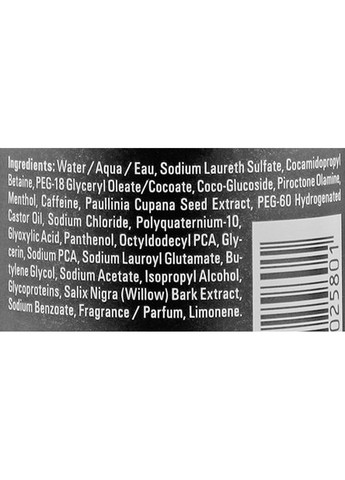 Ingredients: Water / Aqua / Eau, Sodium Laureth Sulfate, Cocamidopropyl
Betaine, PEG-18 Glyceryl Oleate/Cocoate, Coco-Glucoside, Piroctone Olamine,
Menthol, Caffeine, Paullinia Cupana Seed Extract, PEG-60 Hydrogenated
Castor Oil, Sodium Chloride, Polyquaternium-10,
Glyoxylic Acid, Panthenol, Octyldodecyl PCA, Gly-
cerin, Sodium PCA, Sodium Lauroyl Glutamate, Bu-
tylene Glycol, Sodium Acetate, Isopropyl Alcohol,
Glycoproteins, Salix Nigra (Willow) Bark Extract,
Sodium Benzoate, Fragrance / Parfum, Limonene.
025801